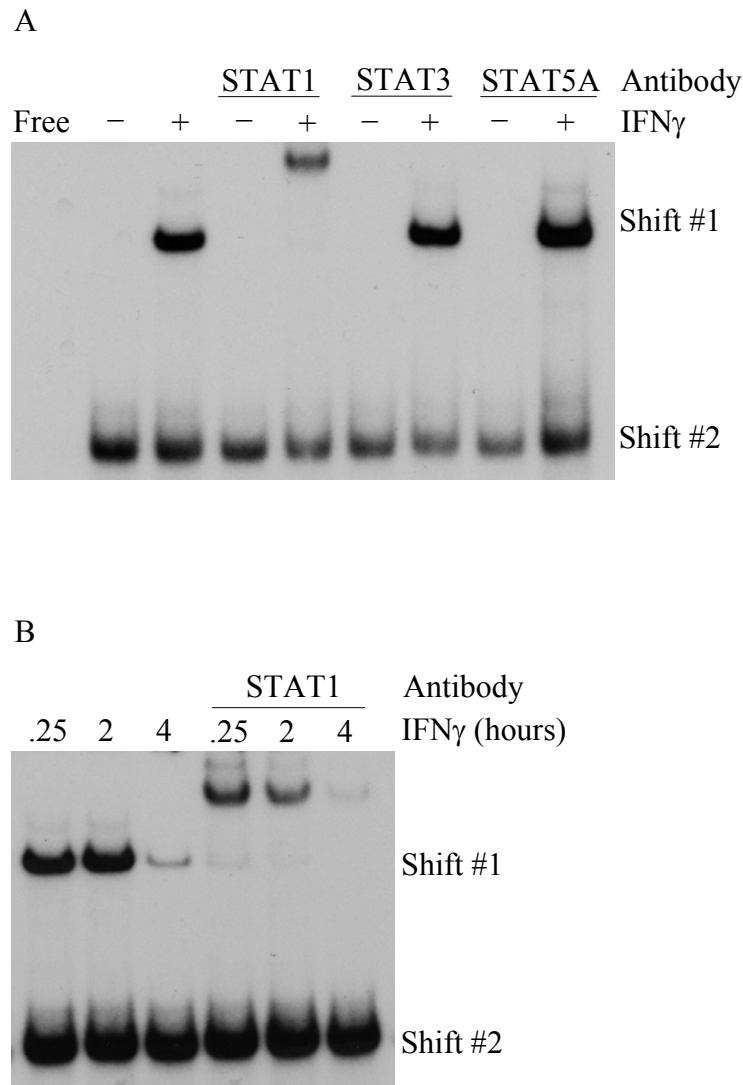 A
STAT1 STAT3 STAT5A Antibody
Free − + − + − + − + IFNγ
Shift #1
Shift #2
B
STAT1 Antibody
.25 2 4 .25 2 4 IFNγ (hours)
Shift #1
Shift #2